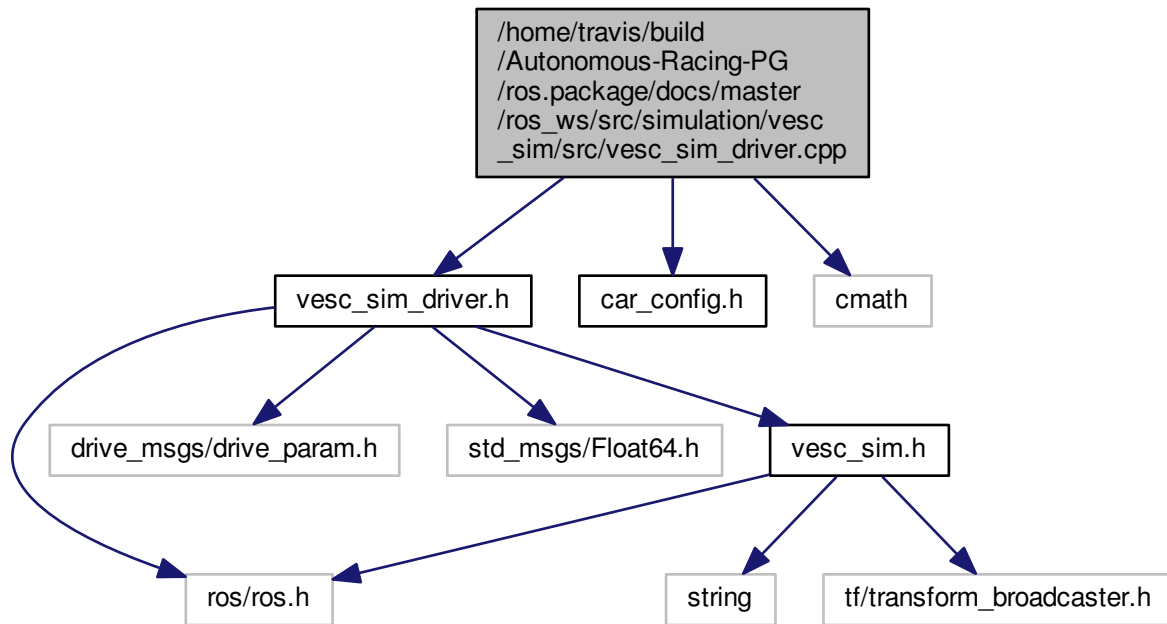 /home/travis/build
/Autonomous-Racing-PG
/ros.package/docs/master
/ros_ws/src/simulation/vesc
_sim/src/vesc_sim_driver.cpp
vesc_sim_driver.h
car_config.h
cmath
drive_msgs/drive_param.h
std_msgs/Float64.h
vesc_sim.h
ros/ros.h
string
tf/transform_broadcaster.h